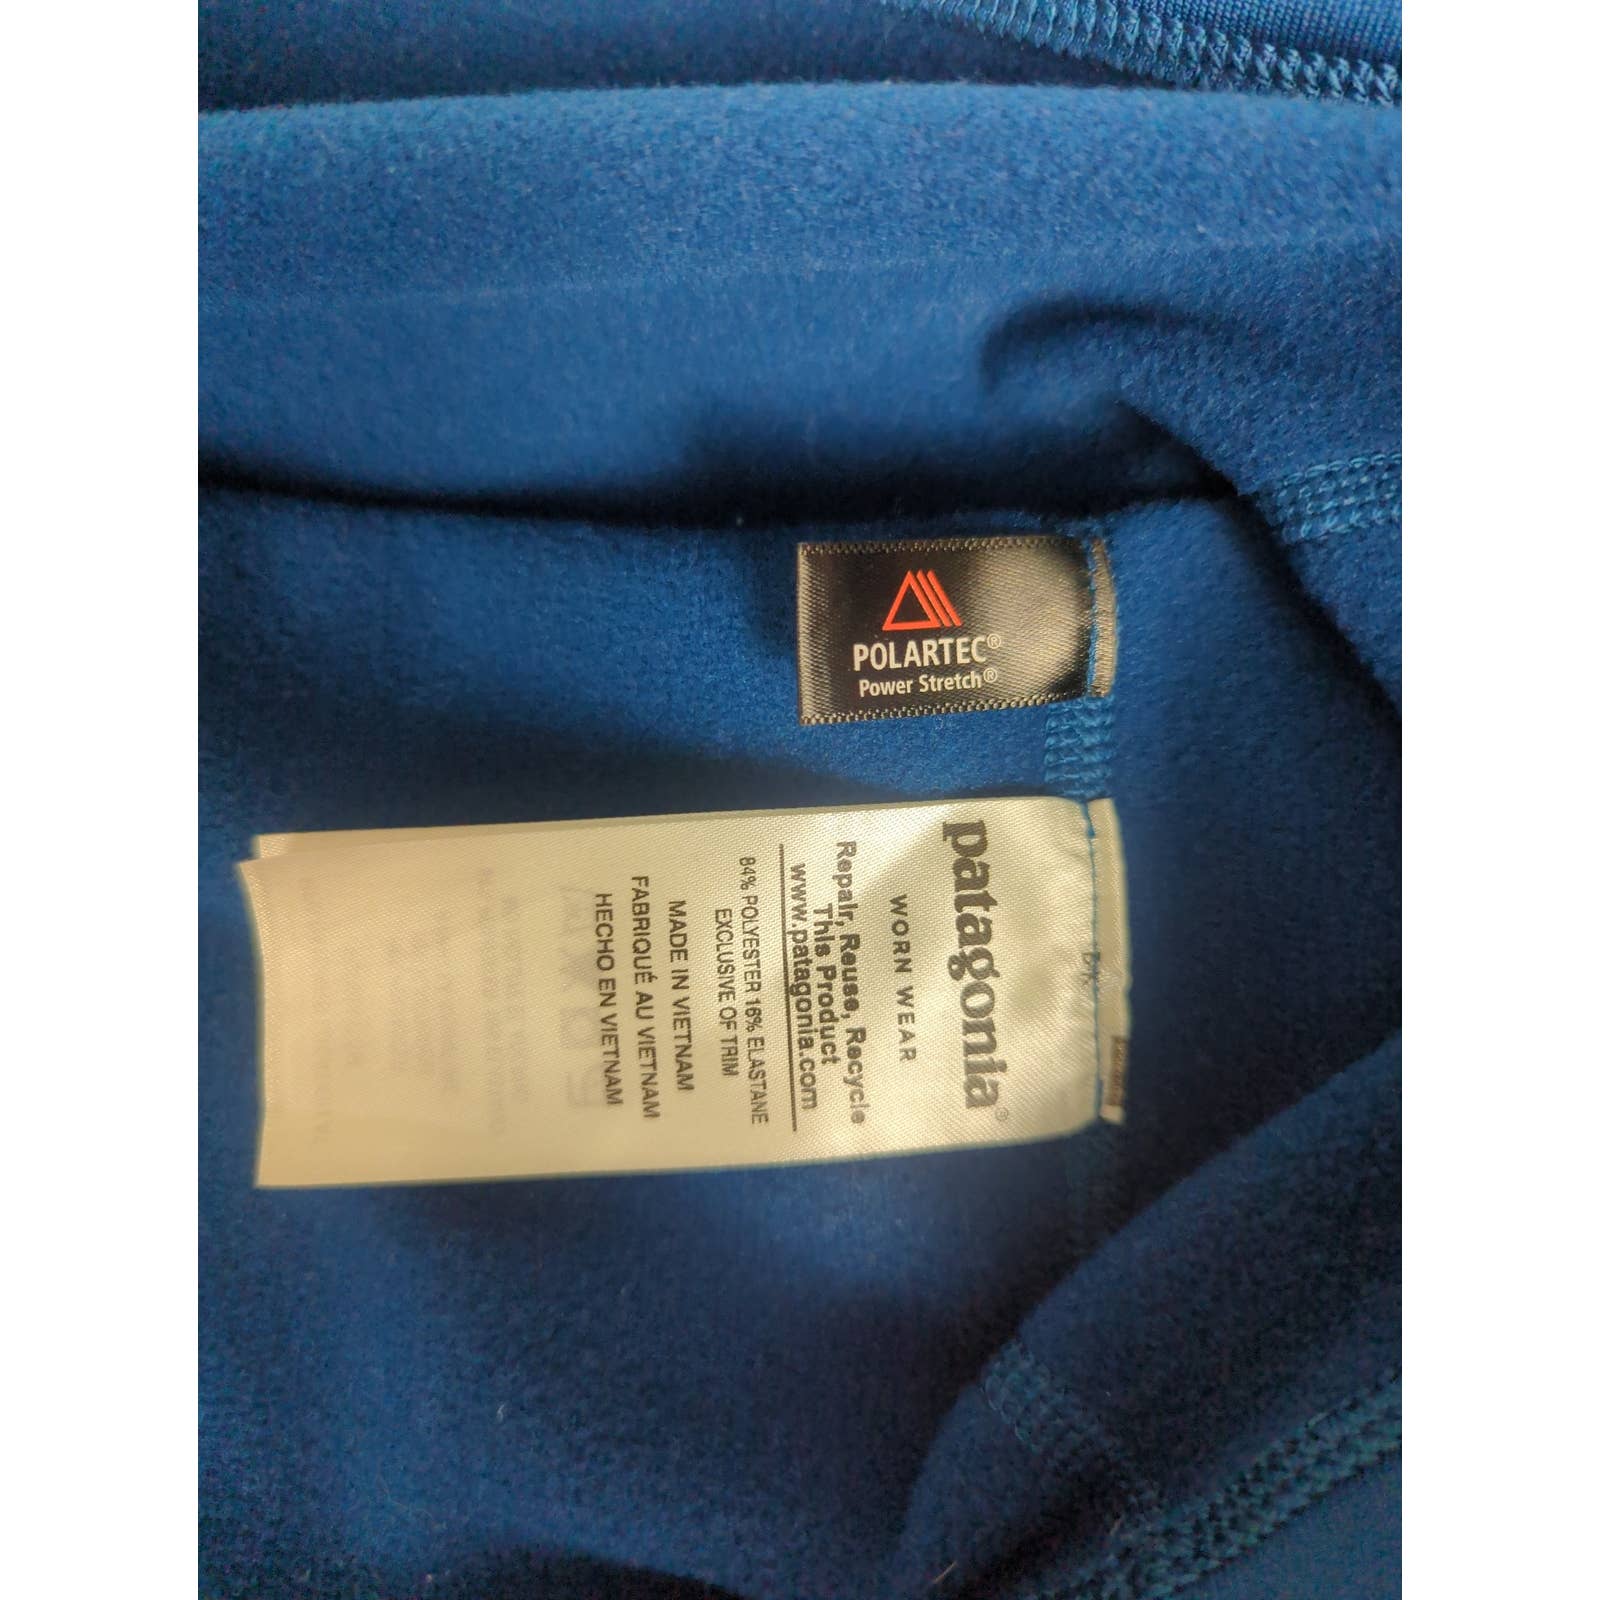 POLARTEC®
Power Stretch®
patagonia®
WORN WEAR
Repair, Reuse, Recycle
This Product
www.patagonia.com
84% POLYESTER 16% ELASTANE
EXCLUSIVE OF TRIM
MADE IN VIETNAM
FABRIQUÉ AU VIETNAM
HECHO EN VIETNAM